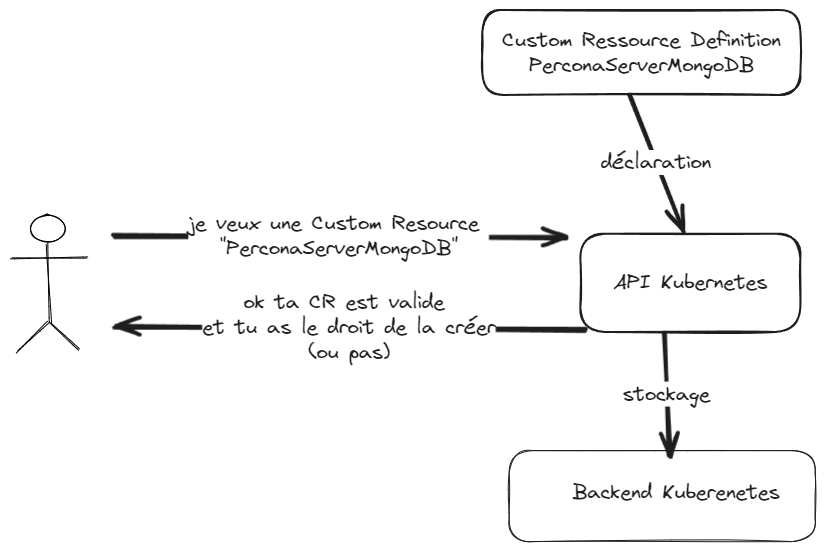 Custom Ressource Definition
PerconaServerMongoDB
déclaration
je veux une Custom Resource
"PerconaServerMongoDB"
API Kubernetes
ok ta CR est valide
et tu as le droit de la créer
(ou pas)
stockage
Backend Kuberenetes